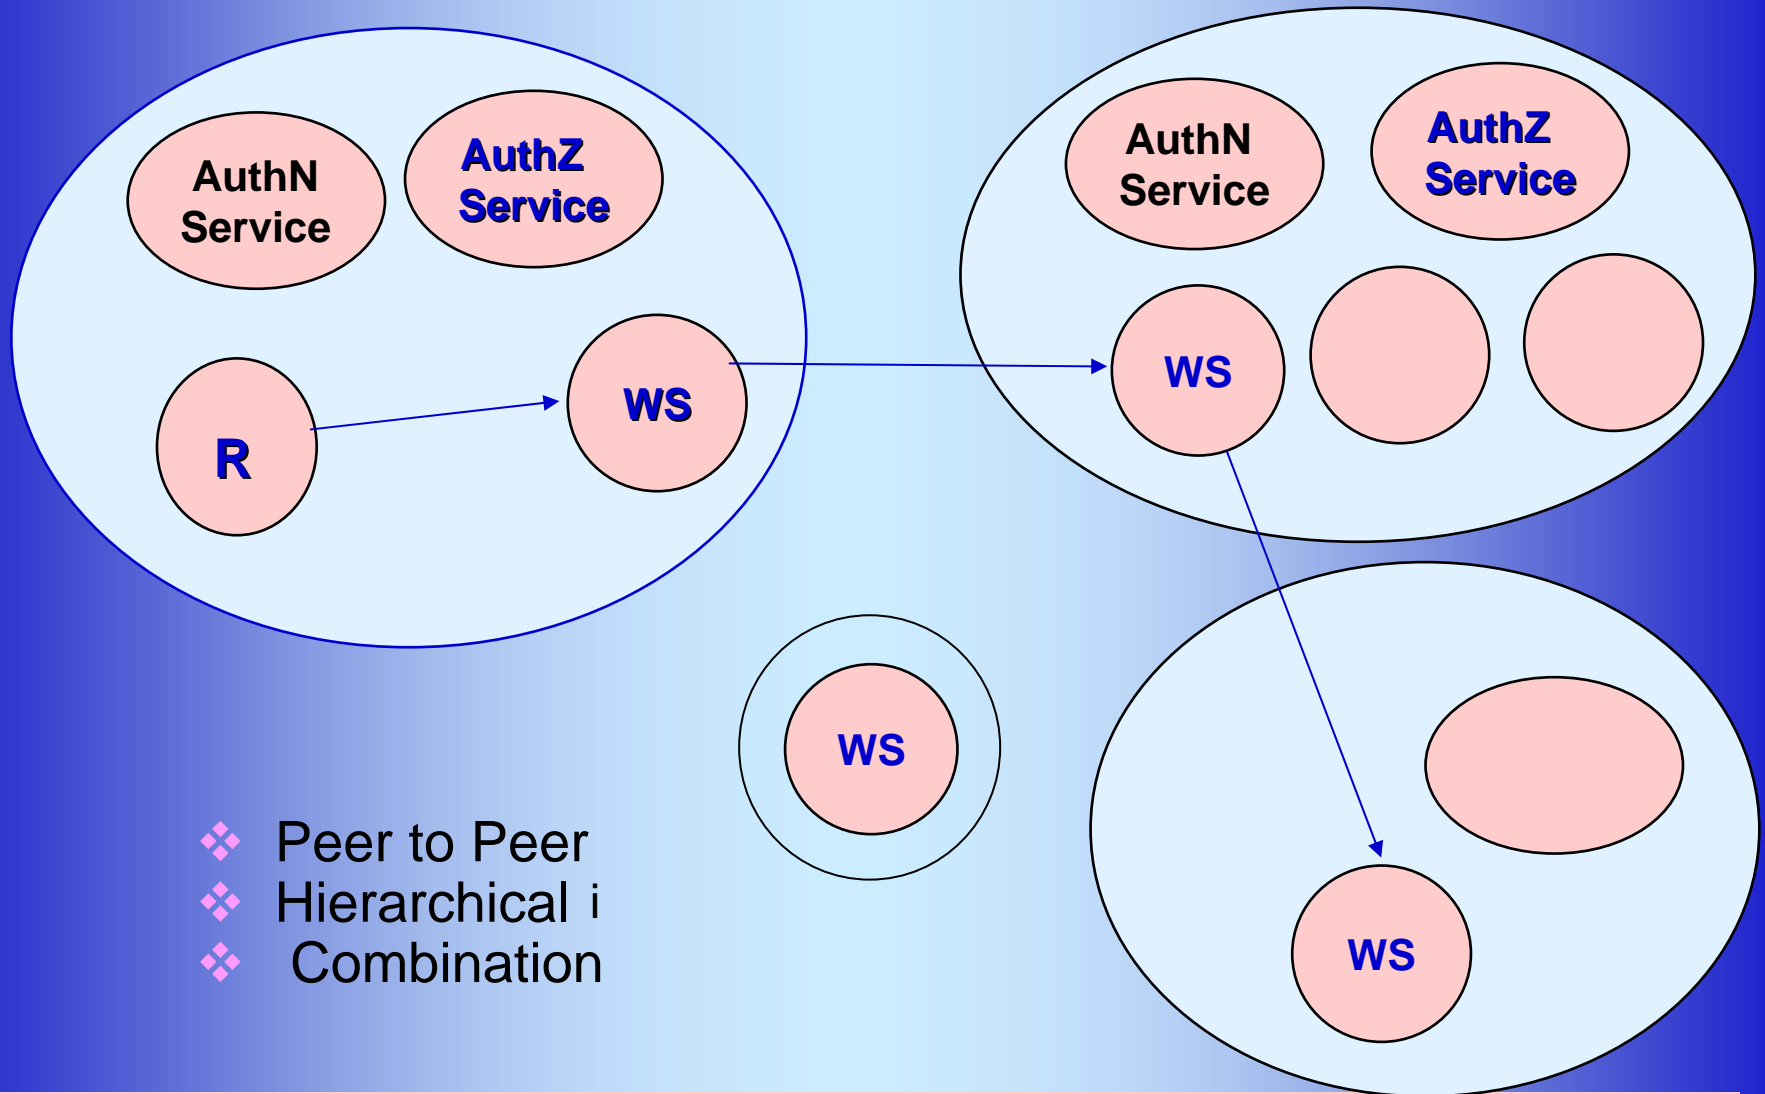 AuthN
Service
AuthZ
Service
R
WS
AuthN
Service
AuthZ
Service
WS
WS
WS
Peer to Peer
Hierarchical i
Combination